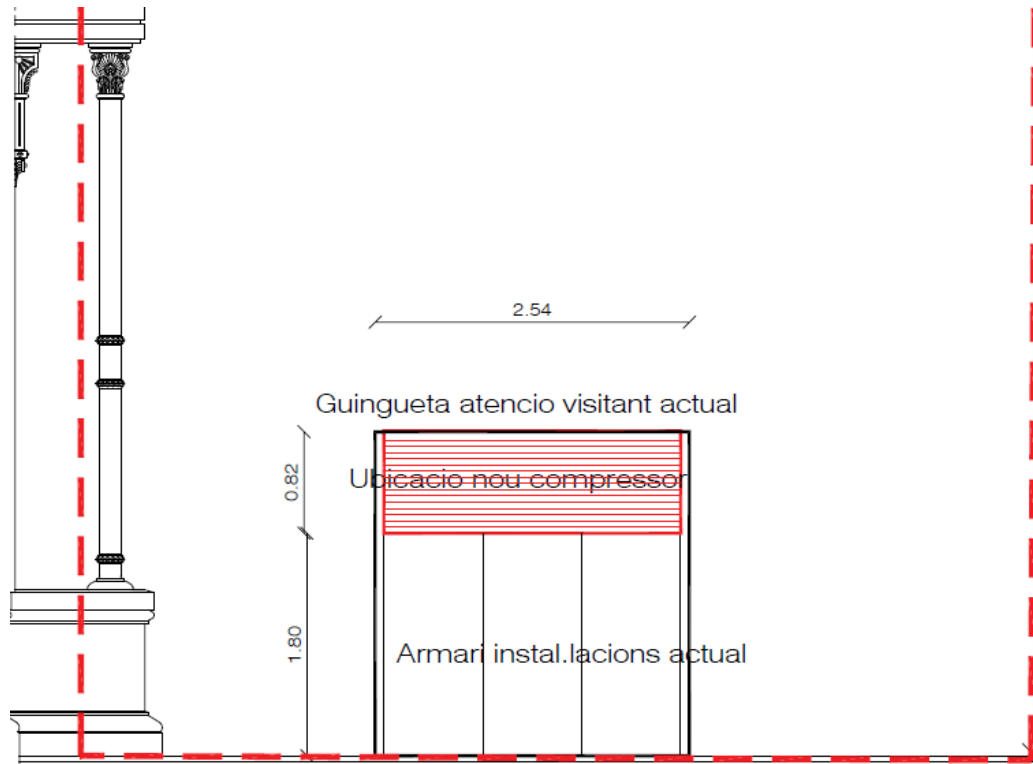 2.54
Guingueta atencio visitant actual
0.82
Ubicacio nou compressor
1.80
Armari instal.lacions actual